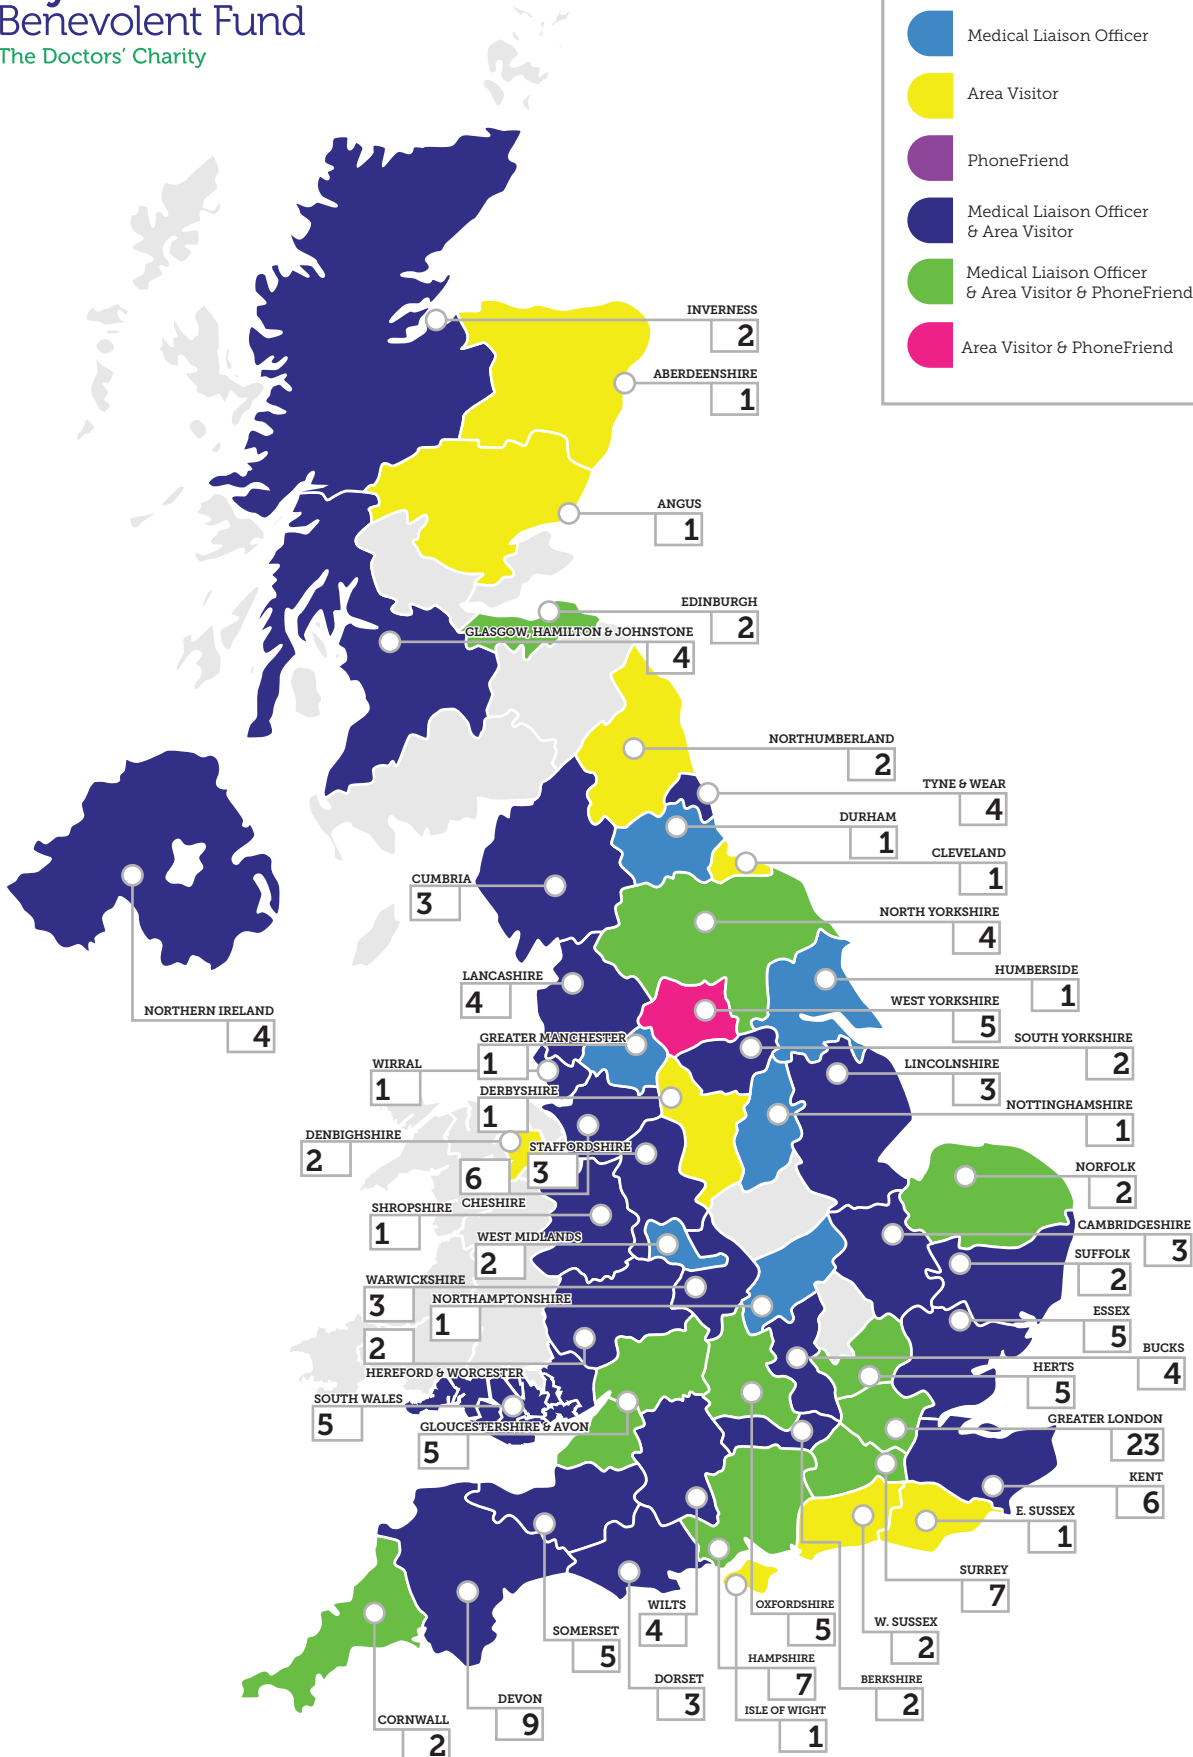 Benevolent Fund
The Doctors' Charity
Medical Liaison Officer
Area Visitor
PhoneFriend
Medical Liaison Officer
& Area Visitor
Medical Liaison Officer
& Area Visitor & PhoneFriend
Area Visitor & PhoneFriend
INVERNESS
2
ABERDEENSHIRE
1
ANGUS
1
EDINBURGH
2
GLASGOW, HAMILTON & JOHNSTONE
4
NORTHUMBERLAND
2
TYNE & WEAR
4
DURHAM
1
CLEVELAND
1
CUMBRIA
3
NORTH YORKSHIRE
4
LANCASHIRE
4
HUMBERSIDE
1
WEST YORKSHIRE
5
NORTHERN IRELAND
4
GREATER MANCHESTER
1
SOUTH YORKSHIRE
2
WIRRAL
1
LINCOLNSHIRE
3
DERBYSHIRE
1
NOTTINGHAMSHIRE
1
DENBIGHSHIRE
2
STAFFORDSHIRE
3
6
CHESHIRE
NORFOLK
2
SHROPSHIRE
1
CAMBRIDGESHIRE
3
WEST MIDLANDS
2
SUFFOLK
2
WARWICKSHIRE
3
NORTHAMPTONSHIRE
1
ESSEX
5
2
HEREFORD & WORCESTER
BUCKS
4
HERTS
5
SOUTH WALES
5
GLOUCESTERSHIRE & AVON
5
GREATER LONDON
23
KENT
6
E. SUSSEX
1
SURREY
7
WILTS
4
OXFORDSHIRE
5
W. SUSSEX
2
SOMERSET
5
HAMPSHIRE
7
DORSET
3
BERKSHIRE
2
DEVON
9
ISLE OF WIGHT
1
CORNWALL
2